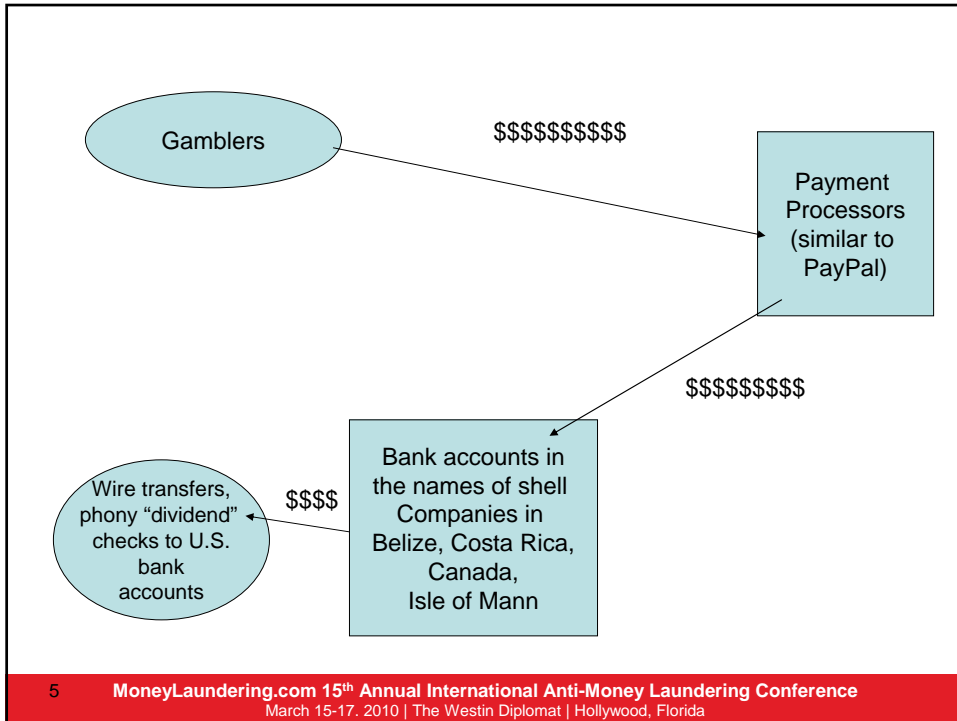 Gamblers
$$$$$$$$$$
Payment
Processors
(similar to
PayPal)
$$$$$$$$$
Bank accounts in
the names of shell
Companies in
Belize, Costa Rica,
Canada,
Isle of Mann
$$$$
Wire transfers,
phony “dividend”
checks to U.S.
bank
accounts
5 MoneyLaundering.com 15th Annual International Anti-Money Laundering Conference
March 15-17. 2010 | The Westin Diplomat | Hollywood, Florida